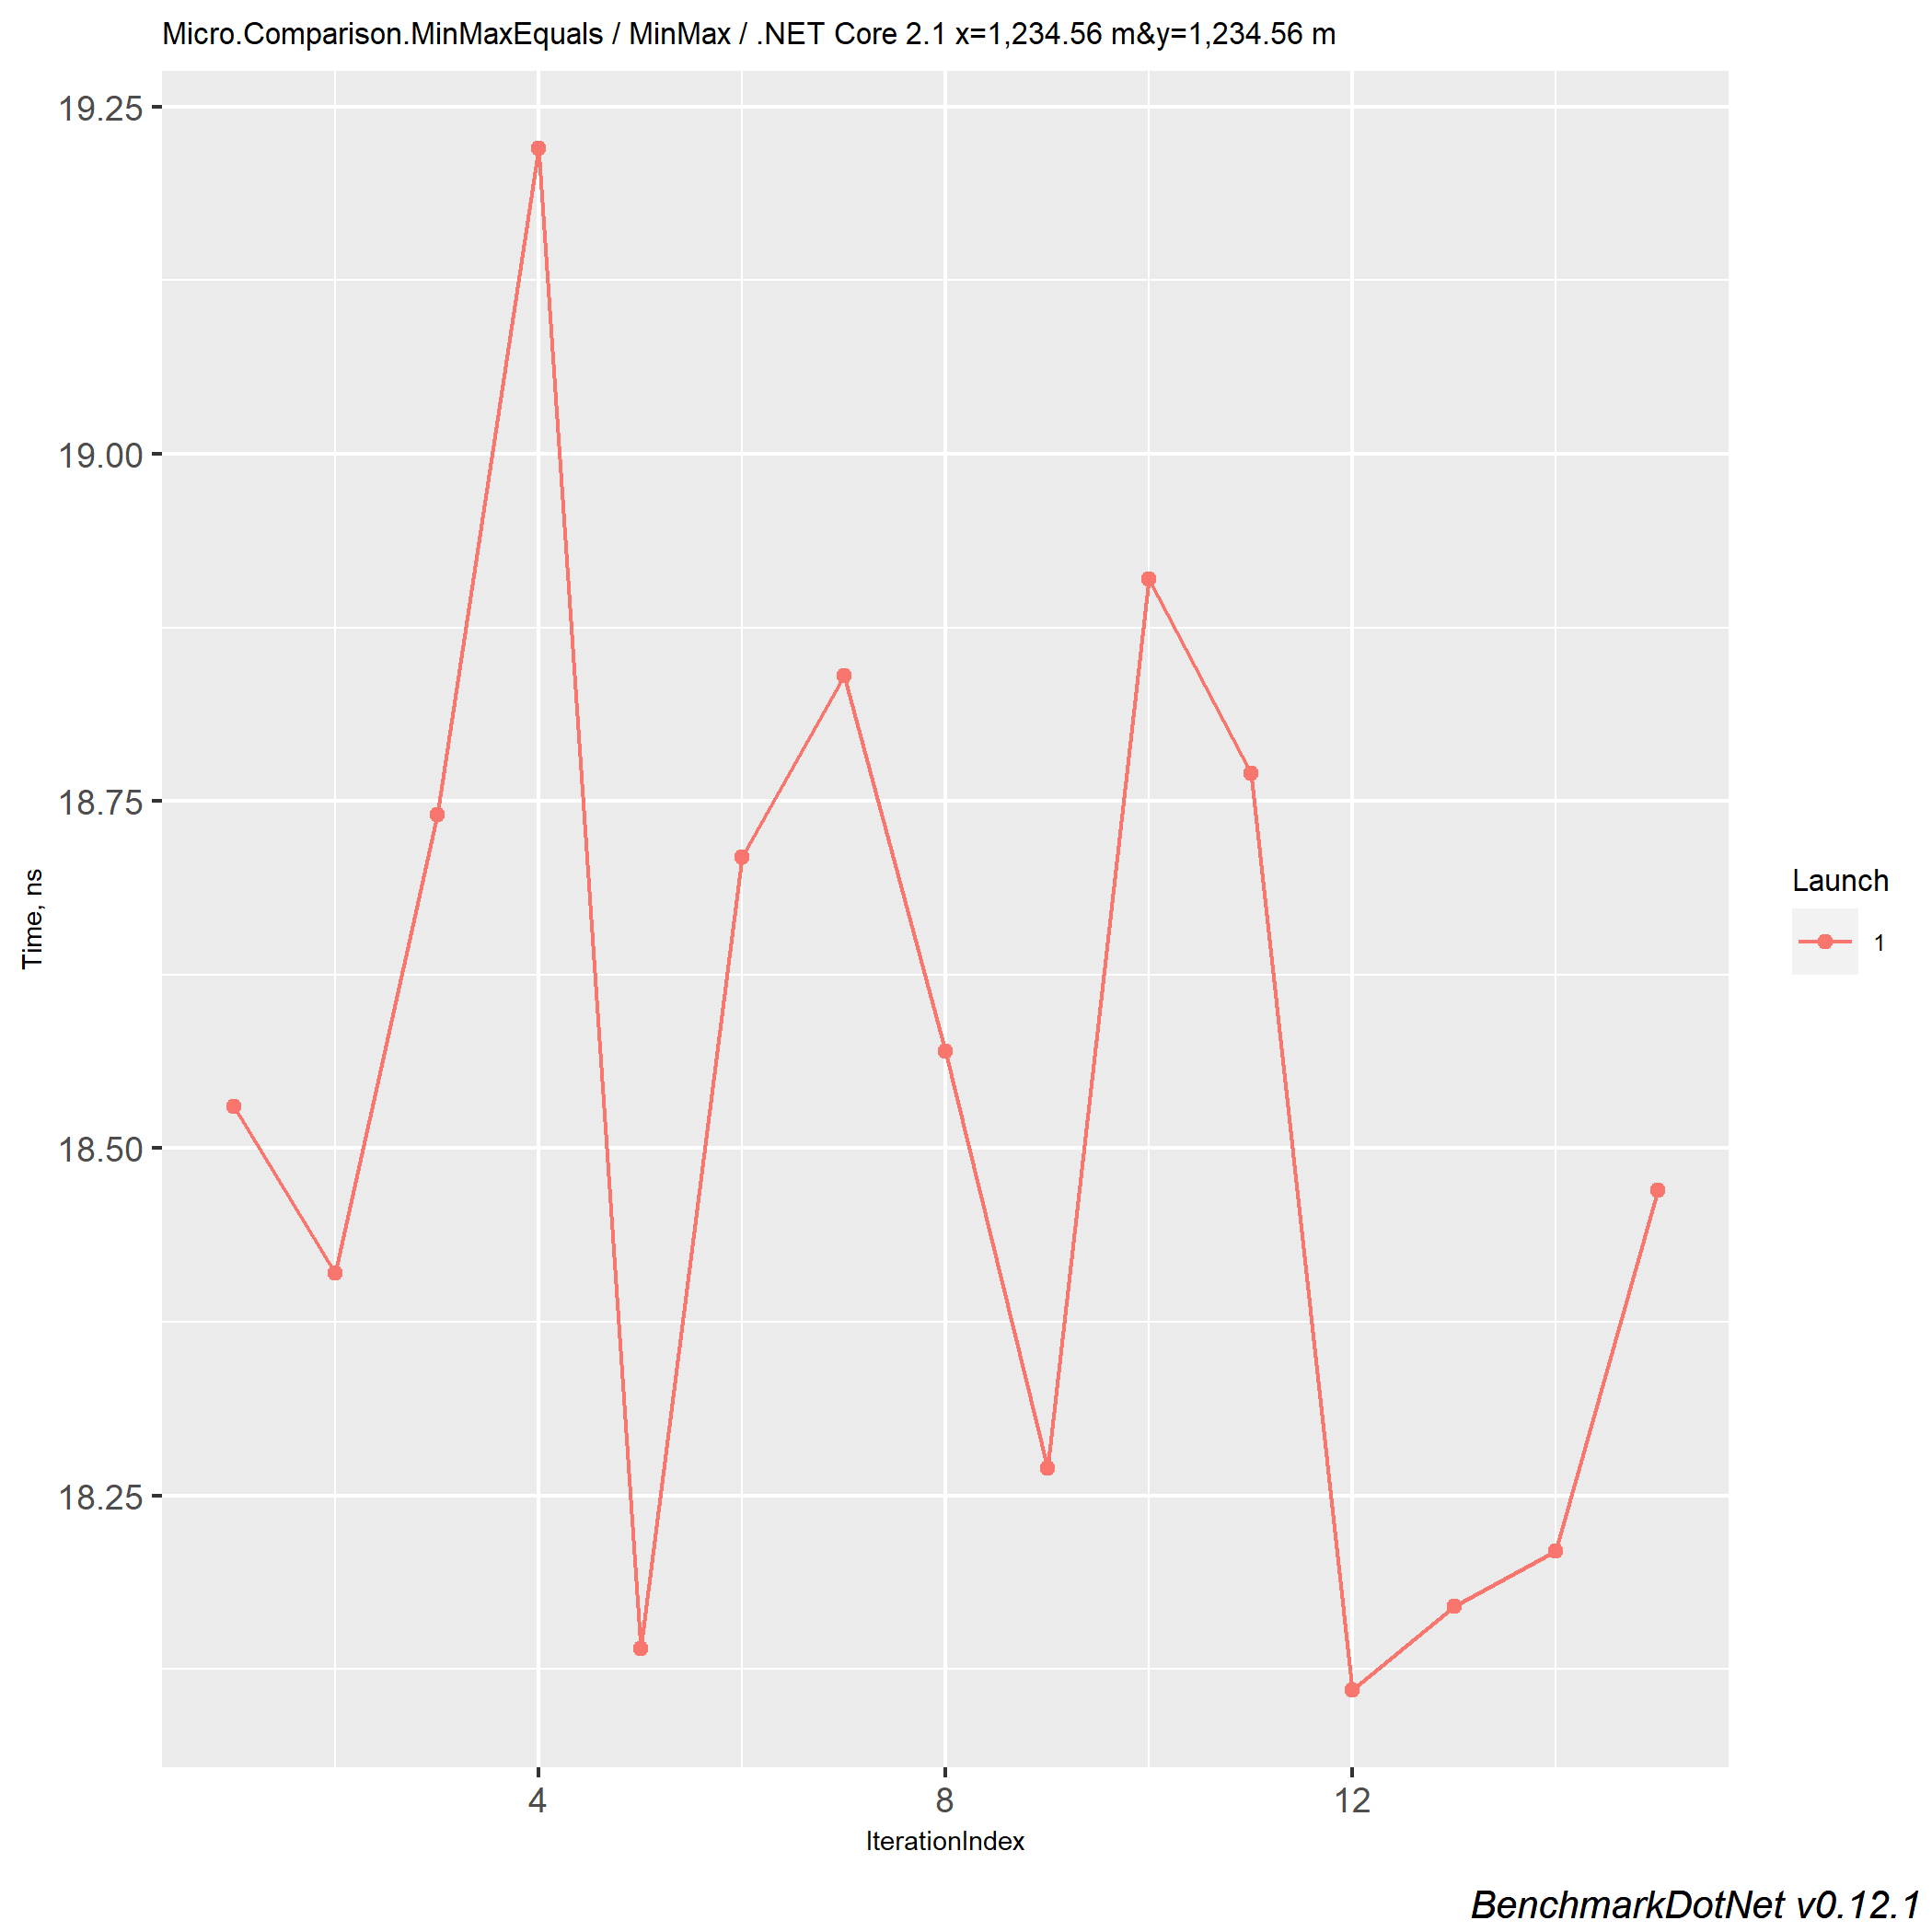 Micro.Comparison.MinMaxEquals / MinMax / .NET Core 2.1 x=1,234.56 m&y=1,234.56 m
19.25
19.00
18.75
18.50
18.25
Time, ns
4
8
12
IterationIndex
Launch
1
BenchmarkDotNet v0.12.1